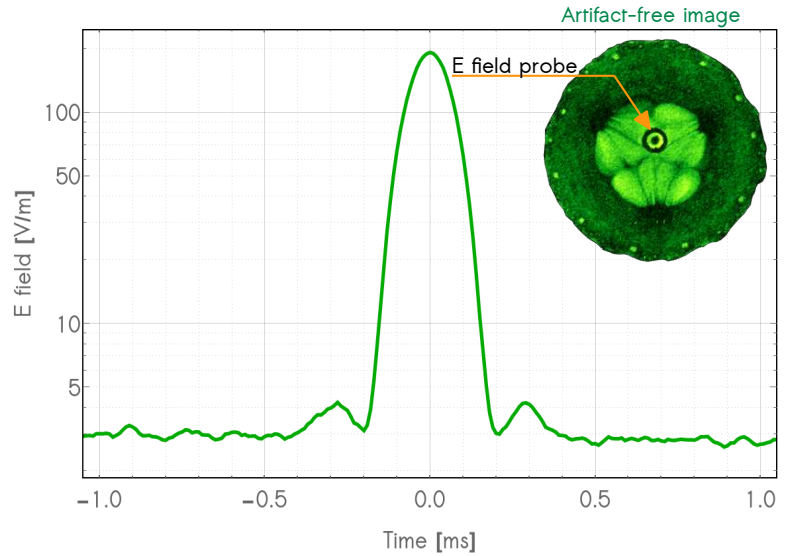 Artifact-free image
E field probe
100
50
10
5
E field [V/m]
−1.0 −0.5 0.0 0.5 1.0
Time [ms]